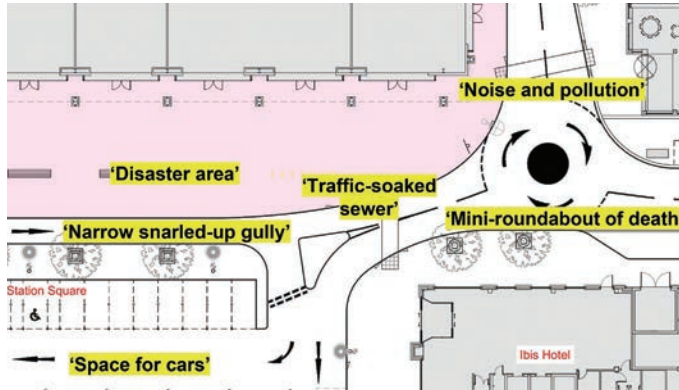 ‘Noise and pollution’
‘Disaster area’
‘Traffic-soaked
sewer’
‘Mini-roundabout of death
‘Narrow snarled-up gully’
Station Square
‘Space for cars’
Ibis Hotel